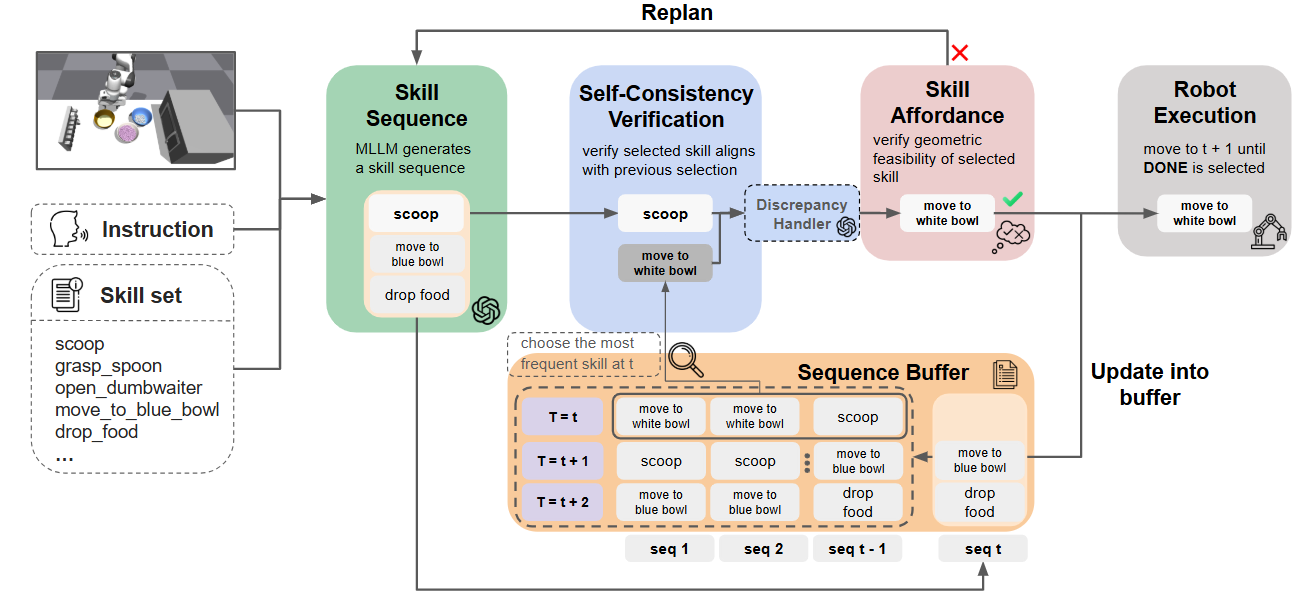 Replan
Skill
Sequence
MLLM generates
a skill sequence
scoop
move to
blue bowl
drop food
Self-Consistency
Verification
verify selected skill aligns
with previous selection
scoop
move to
white bowl
Discrepancy
Handler
Skill
Affordance
verify geometric
feasibility of selected
skill
move to
white bowl
Robot
Execution
move to t + 1 until
DONE is selected
move to
white bowl
Instruction
Skill set
scoop
grasp_spoon
open_dumbwaiter
move_to_blue_bowl
drop_food
...
choose the most
frequent skill at t
Sequence Buffer
Update into
buffer
T = t
move to
white bowl
move to
white bowl
scoop
T = t + 1
scoop
scoop
move to
blue bowl
move to
blue bowl
T = t + 2
move to
blue bowl
move to
blue bowl
drop
food
drop
food
seq 1
seq 2
seq t - 1
seq t